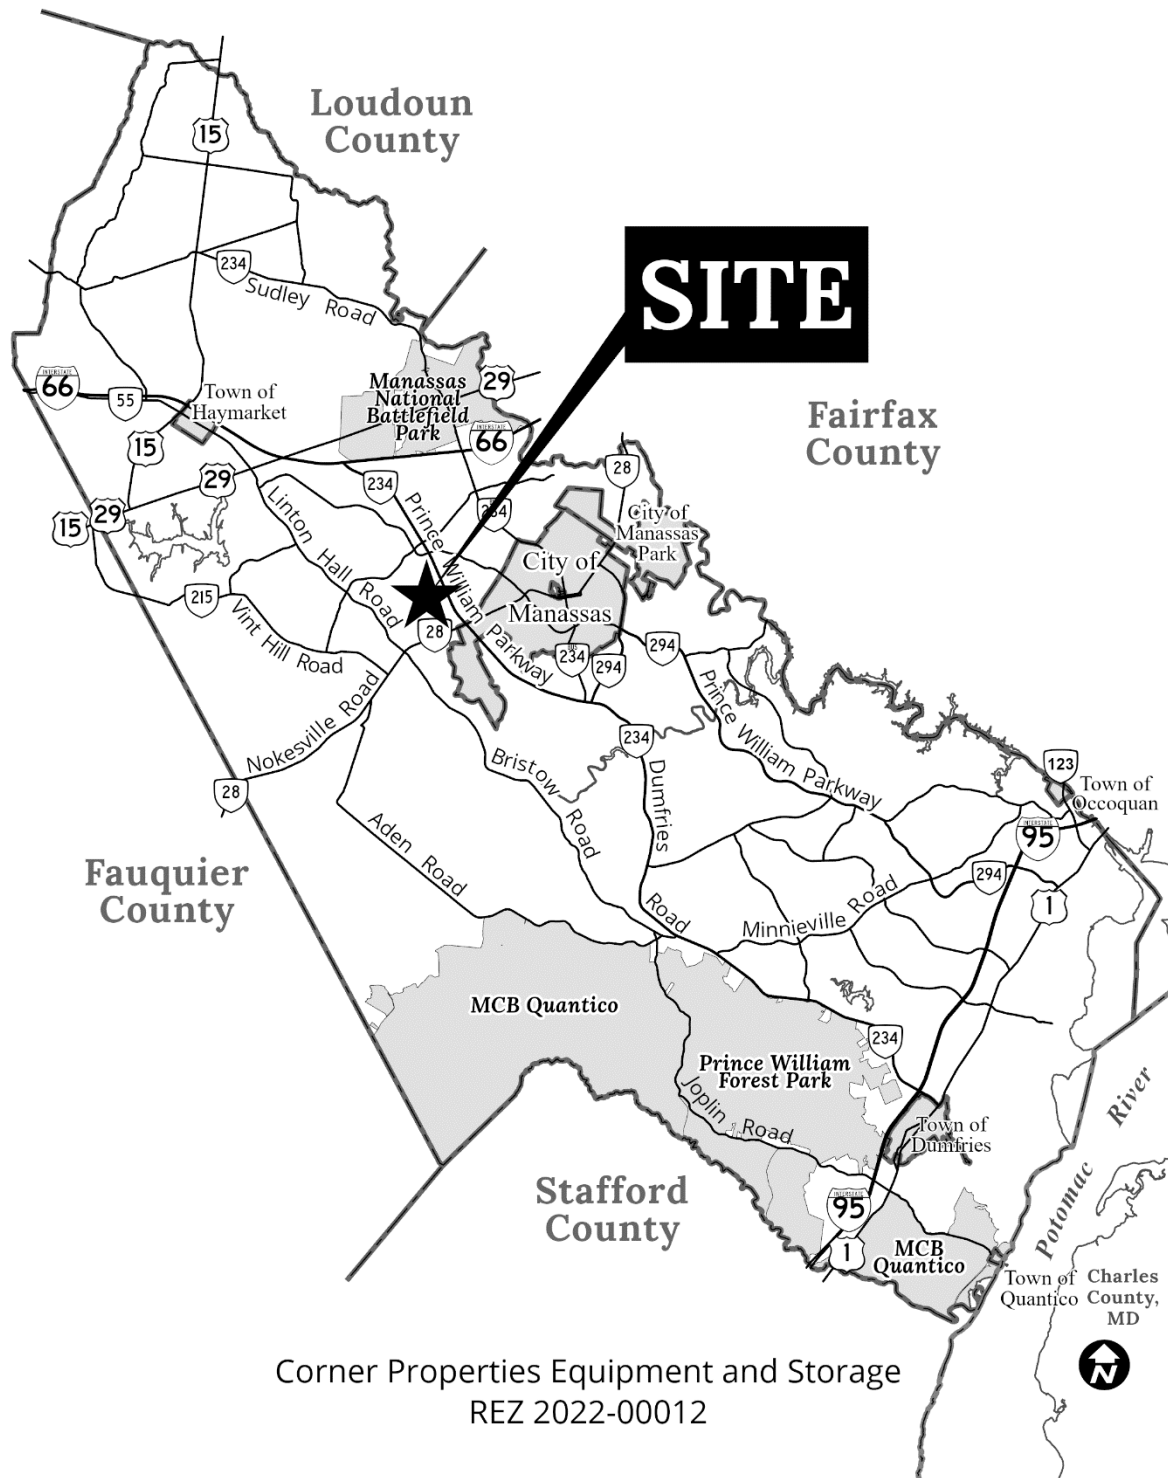 Loudoun
County
15
234
Sudley Road
SITE
INTERSTATE
66
55
Town of
Haymarket
Manassas
National
Battlefield
Park
29
INTERSTATE
66
Fairfax
County
15
29
234
28
234
15
29
Linton Hall Road
Prince William Parkway
City of
Manassas
Park
City of
Manassas
215
Vint Hill Road
28
234
294
294
Nokesville Road
28
Prince William Parkway
234
Dumfries
Road
Bristow
Road
123
Town of
Occoquan
INTERSTATE
95
Aden Road
Fauquier
County
294
1
Minnieville Road
MCB Quantico
234
Prince William
Forest Park
Joplin Road
Town of
Dumfries
River
Potomac
Stafford
County
INTERSTATE
95
1
MCB
Quantico
Town of
Quantico
Charles
County,
MD
N
Corner Properties Equipment and Storage
REZ 2022-00012